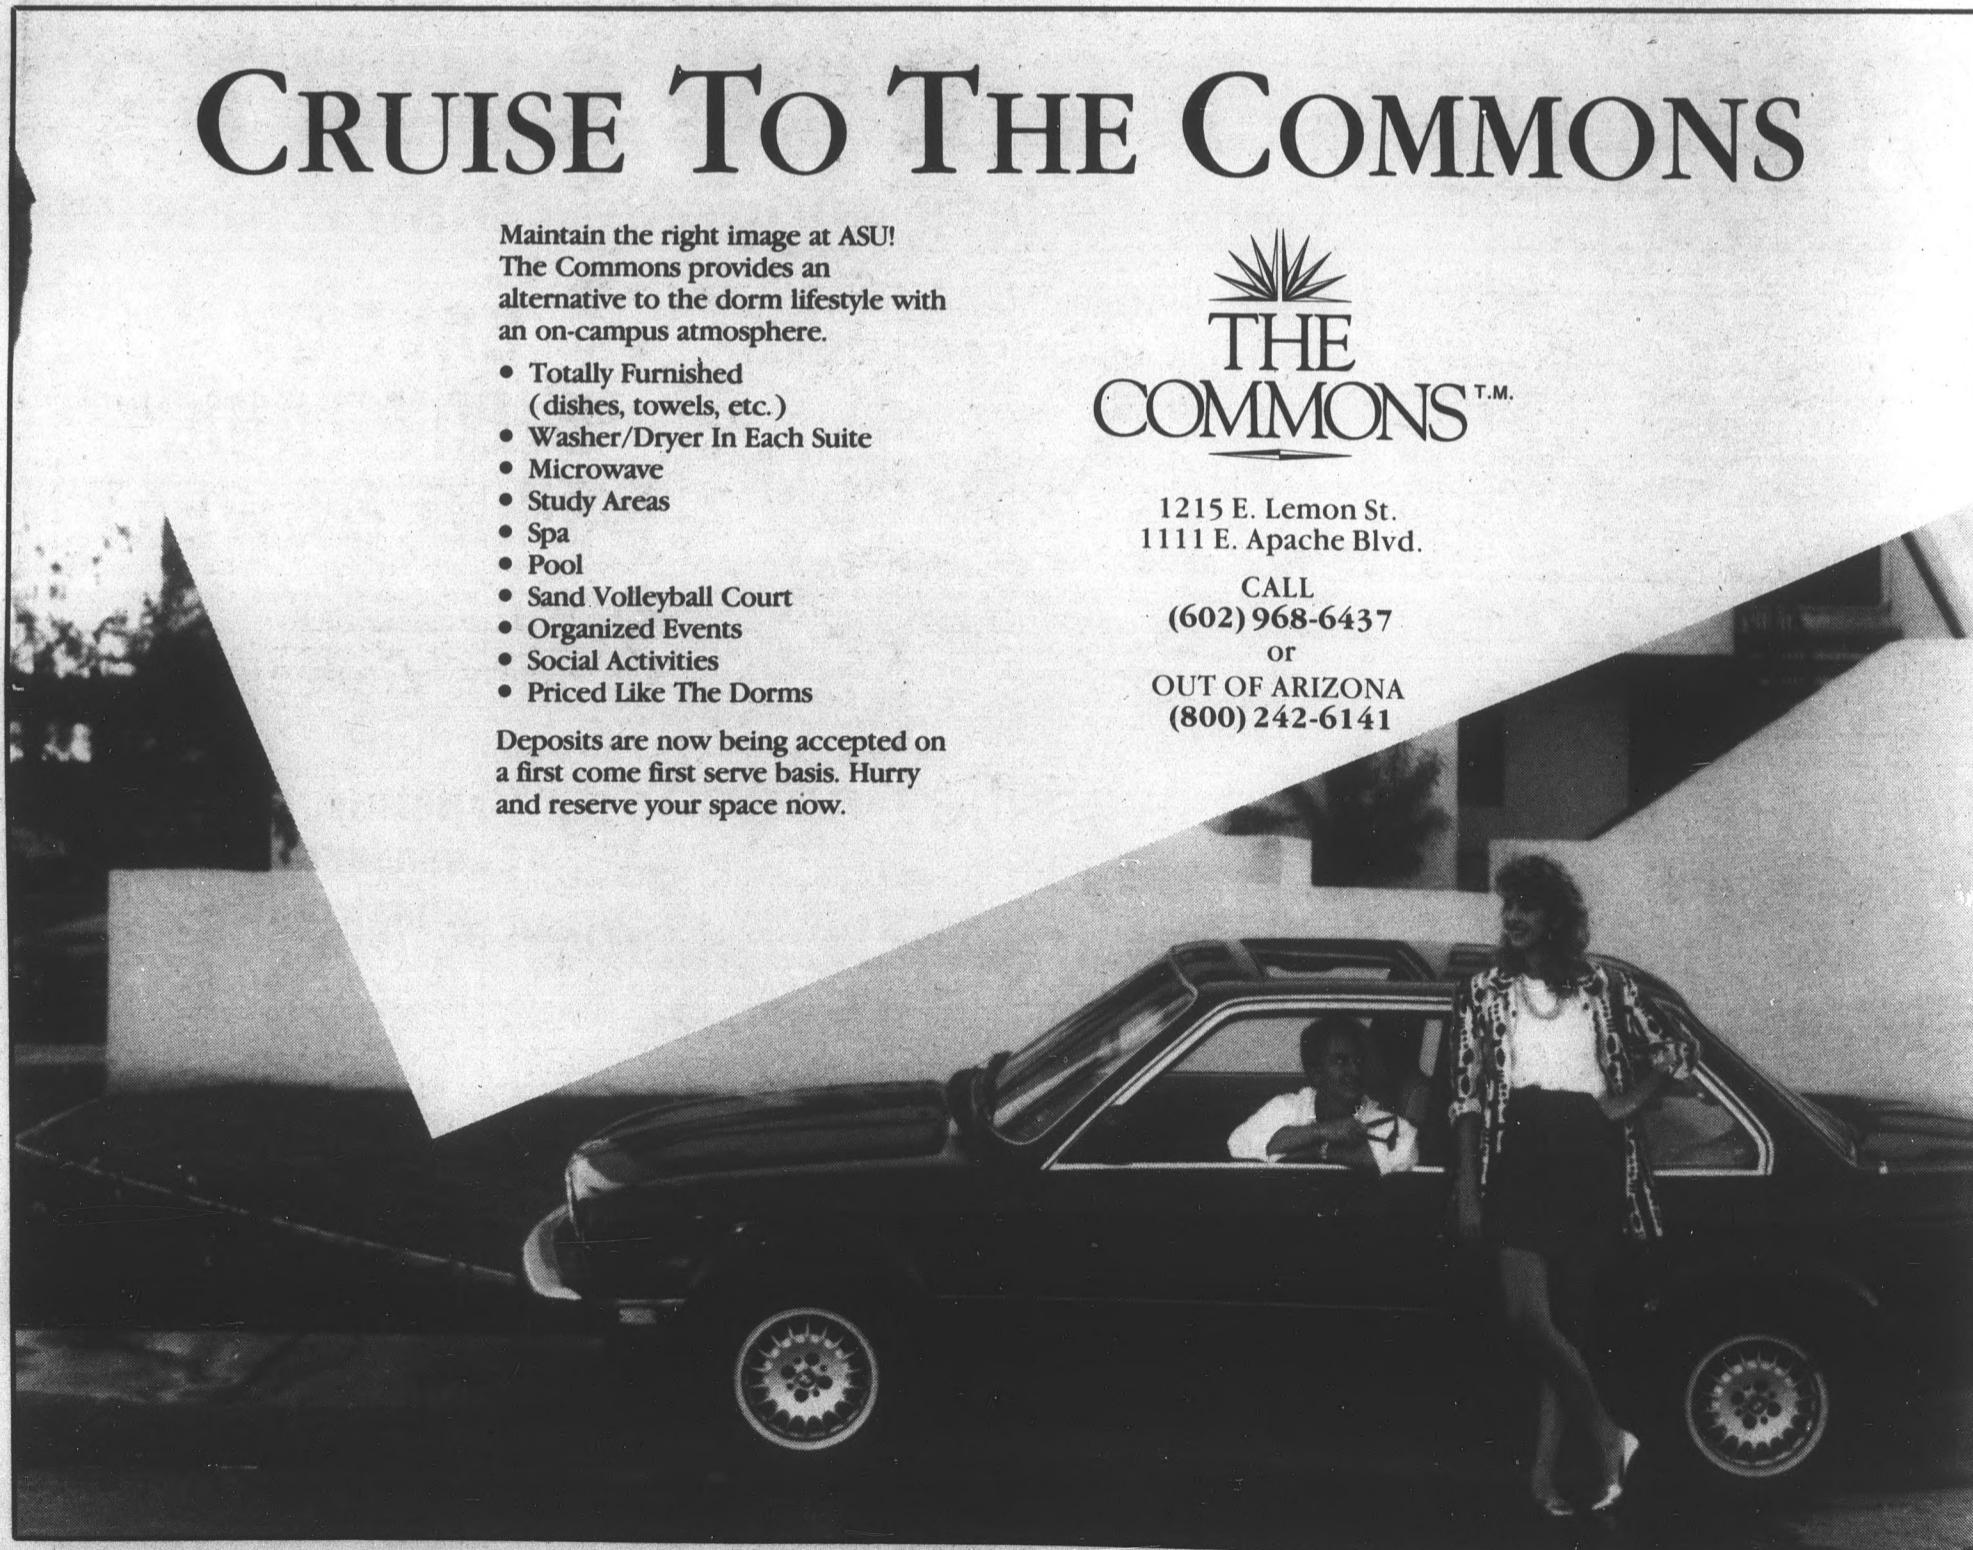 CRUISE TO THE COMMONS
Maintain the right image at ASU!
The Commons provides an
alternative to the dorm lifestyle with
an on-campus atmosphere.
• Totally Furnished
(dishes, towels, etc.)
• Washer/Dryer In Each Suite
• Microwave
• Study Areas
• Spa
• Pool
• Sand Volleyball Court
• Organized Events
• Social Activities
• Priced Like The Dorms
Deposits are now being accepted on
a first come first serve basis. Hurry
and reserve your space now.
THE
COMMONS T.M.
1215 E. Lemon St.
1111 E. Apache Blvd.
CALL
(602) 968-6437
or
OUT OF ARIZONA
(800) 242-6141